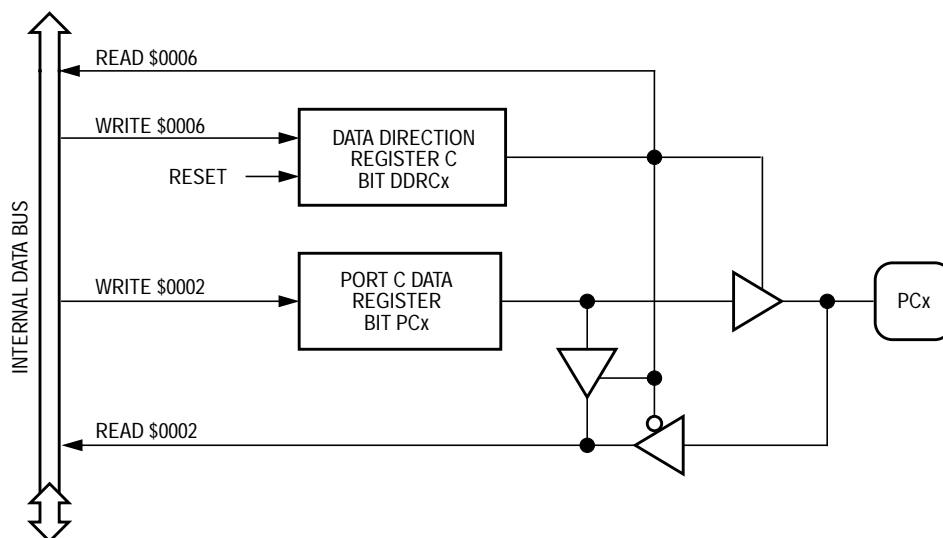 READ $0006
WRITE $0006
RESET
DATA DIRECTION
REGISTER C
BIT DDRCx
INTERNAL DATA BUS
WRITE $0002
PORT C DATA
REGISTER
BIT PCx
PCx
READ $0002